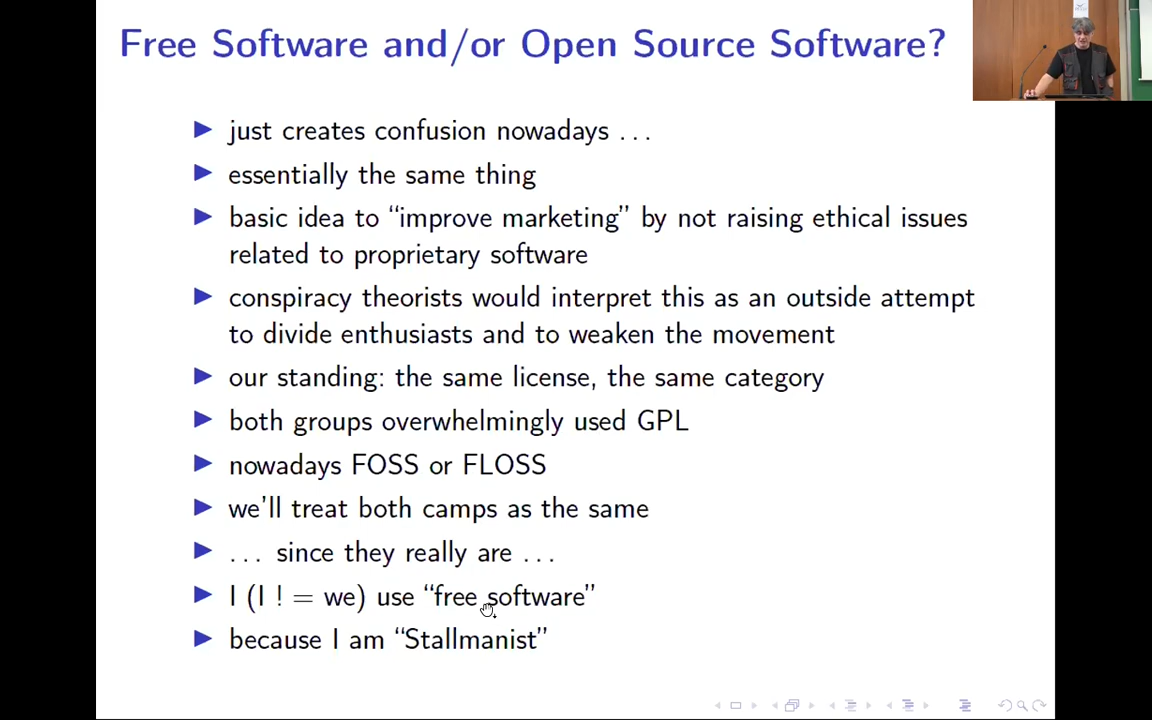 Free Software and/or Open Source Software?
just creates confusion nowadays ...
essentially the same thing
basic idea to “improve marketing” by not raising ethical issues
related to proprietary software
conspiracy theorists would interpret this as an outside attempt
to divide enthusiasts and to weaken the movement
our standing: the same license, the same category
both groups overwhelmingly used GPL
nowadays FOSS or FLOSS
we'll treat both camps as the same
... since they really are ...
I (I ! = we) use “free software”
because I am “Stallmanist”